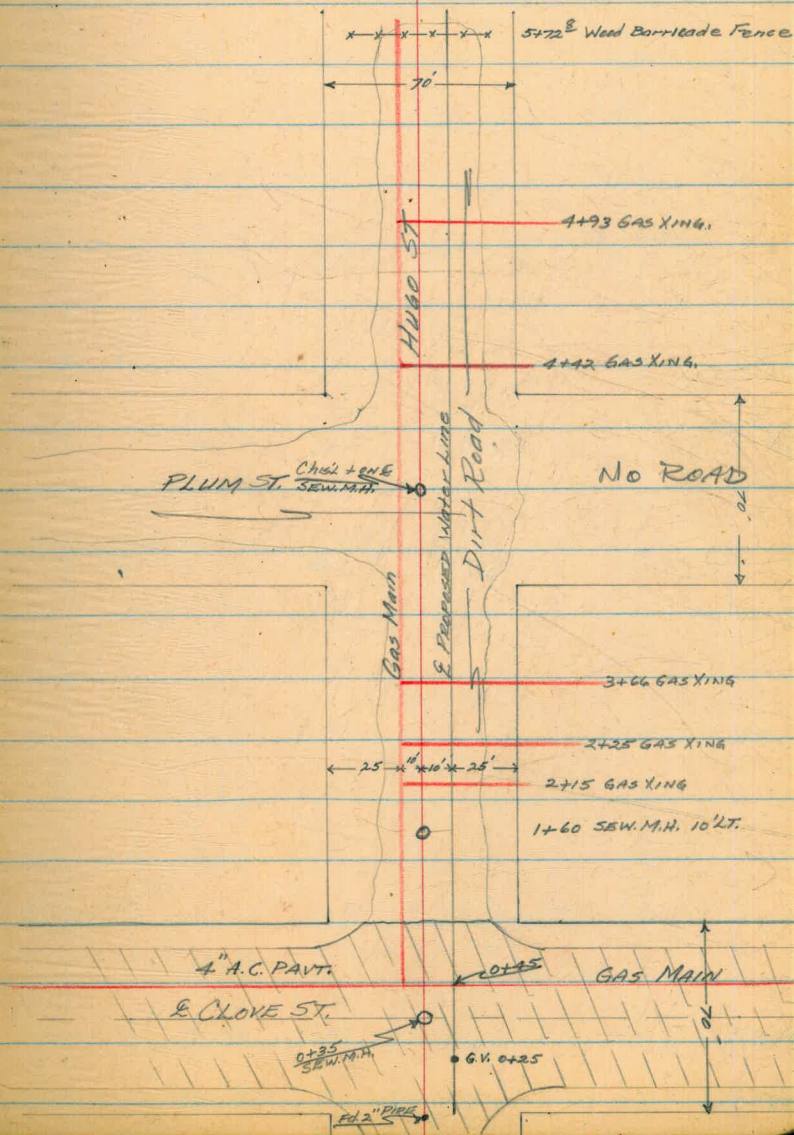 5+72⁸ Wood Barricade Fence
70'
4+93 GAS XING.
HUGO ST.
4+42 GAS XING.
PLUM ST.
SEW. M.H.
NO ROAD
70'
℄ PROPOSED Water Line
Dirt Road
Gas Main
3+66 GAS XING
2+25 GAS XING
25 10' 10' 25'
2+15 GAS XING
1+60 SEW. M.H. 10' LT.
4" A.C. PAVT.
0+45
GAS MAIN
℄ CLOVE ST.
70'
0+35
SEW. M.H.
G.V. 0+25
Fd. 2" PIPE